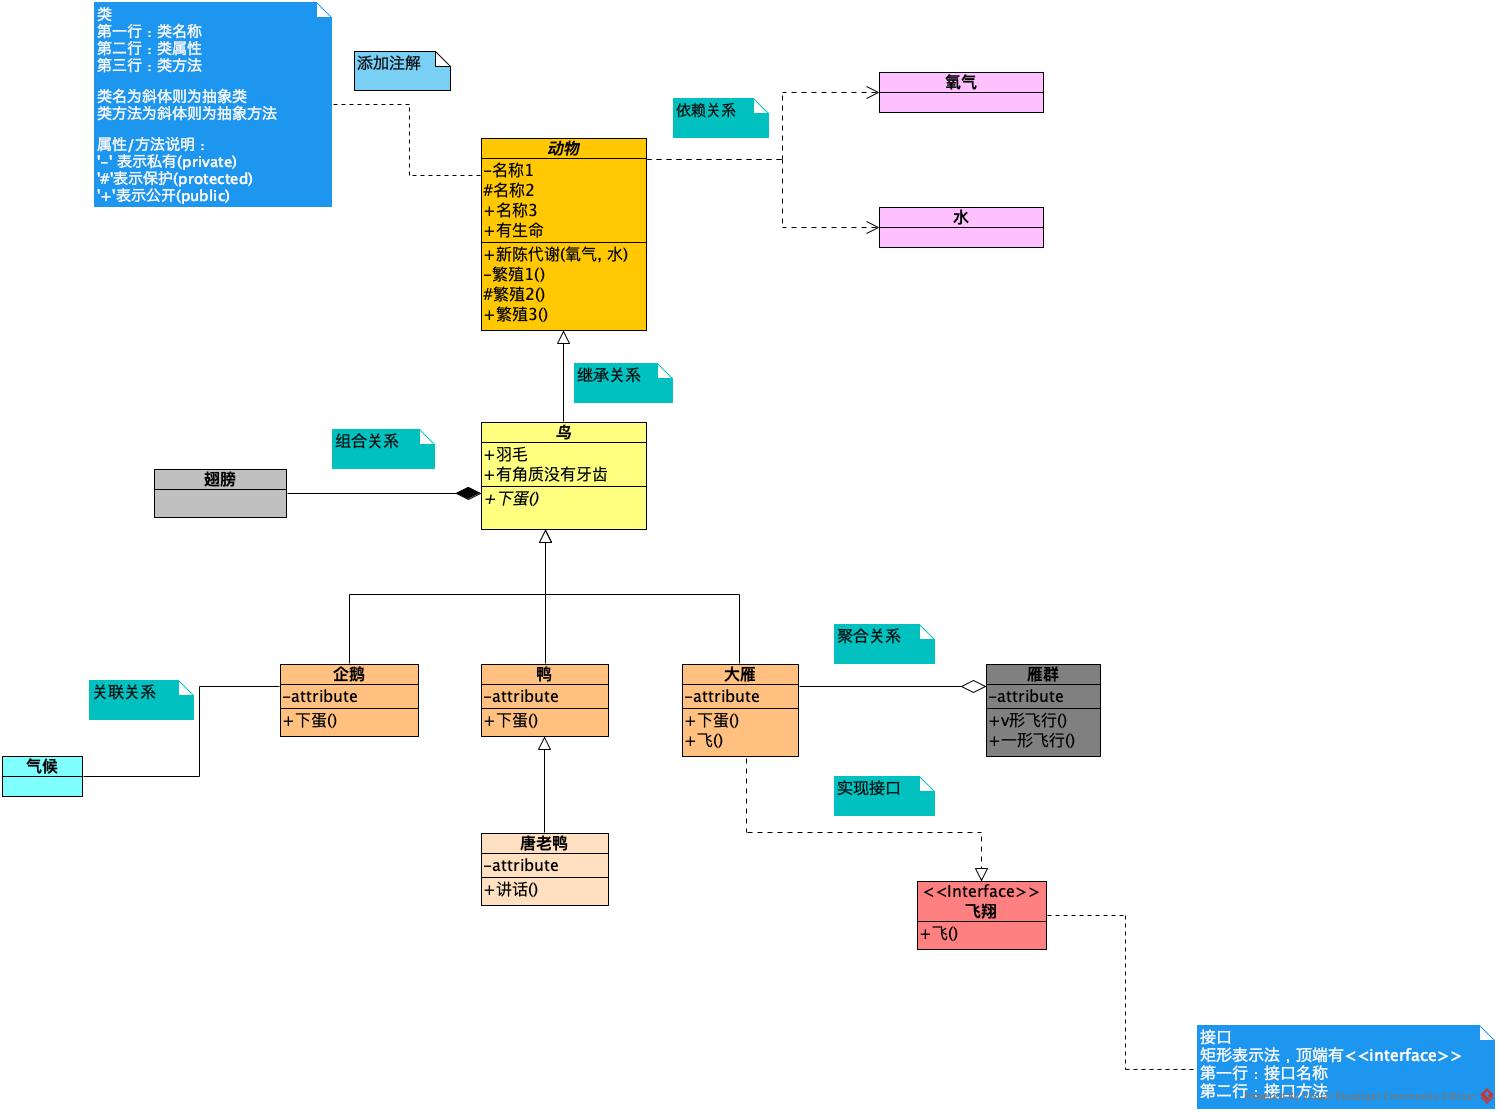 类
第一行：类名称
第二行：类属性
第三行：类方法
类名为斜体则为抽象类
类方法为斜体则为抽象方法
属性/方法说明：
'-' 表示私有(private)
'#'表示保护(protected)
'+'表示公开(public)
添加注解
依赖关系
氧气
水
动物
-名称1
#名称2
+名称3
+有生命
+新陈代谢(氧气, 水)
-繁殖1()
#繁殖2()
+繁殖3()
继承关系
组合关系
翅膀
鸟
+羽毛
+有角质没有牙齿
+下蛋()
关联关系
气候
企鹅
-attribute
+下蛋()
鸭
-attribute
+下蛋()
大雁
-attribute
+下蛋()
+飞()
聚合关系
雁群
-attribute
+v形飞行()
+一形飞行()
唐老鸭
-attribute
+讲话()
实现接口
<<Interface>>
飞翔
+飞()
接口
矩形表示法，顶端有<<interface>>
第一行：接口名称
第二行：接口方法